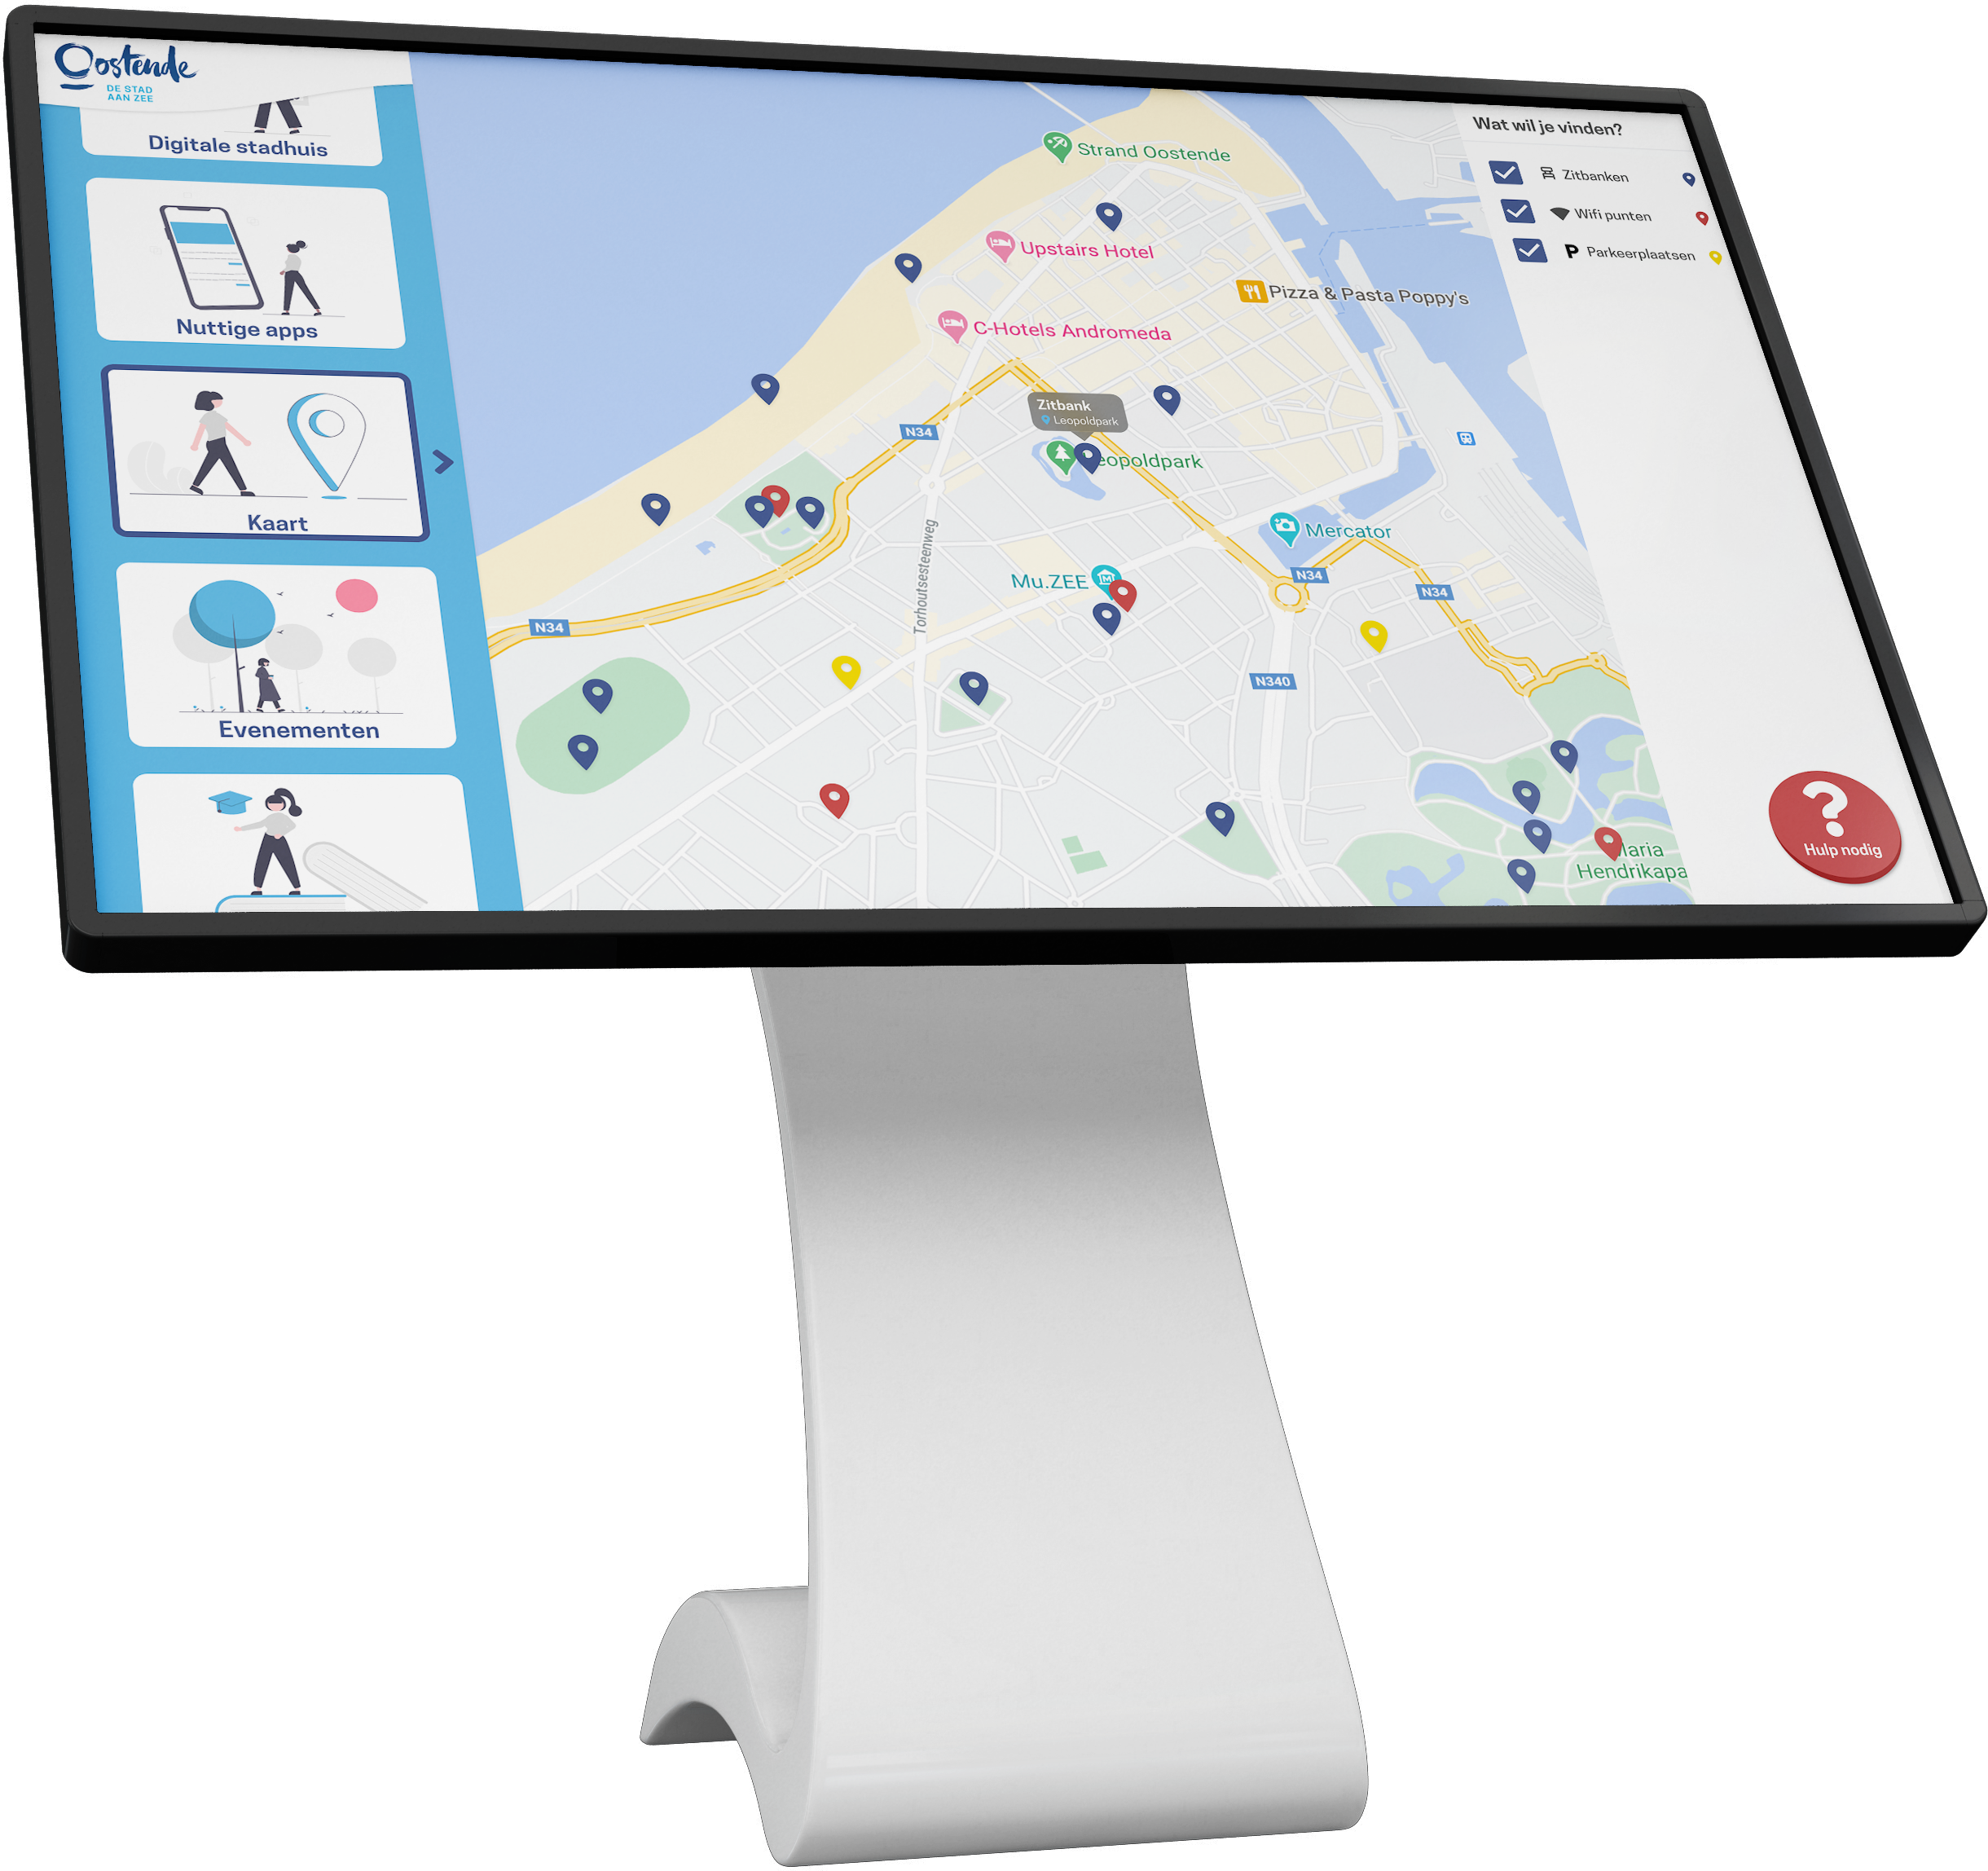 Oostende
DE STAD
AAN ZEE
Digitale stadhuis
Nuttige apps
Kaart
Evenementen
Strand Oostende
Upstairs Hotel
Pizza & Pasta Poppy's
C-Hotels Andromeda
Zitbank
Leopoldpark
N34
eopoldpark
Torhoutsesteenweg
Mercator
Mu.ZEE
N34
N34
N34
N340
aria
Hendrikapa
Wat wil je vinden?
Zitbanken
Wifi punten
P Parkeerplaatsen
?
Hulp nodig